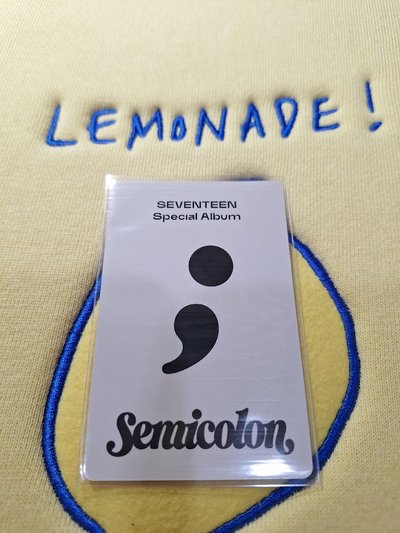 LEMONADE!
SEVENTEEN
Special Album
;
Semicolon